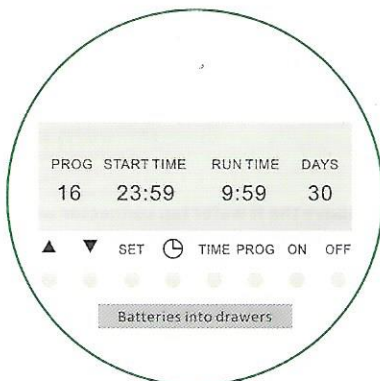 PROG START TIME RUN TIME DAYS
16 23:59 9:59 30
▲ ▼ SET TIME PROG ON OFF
Batteries into drawers